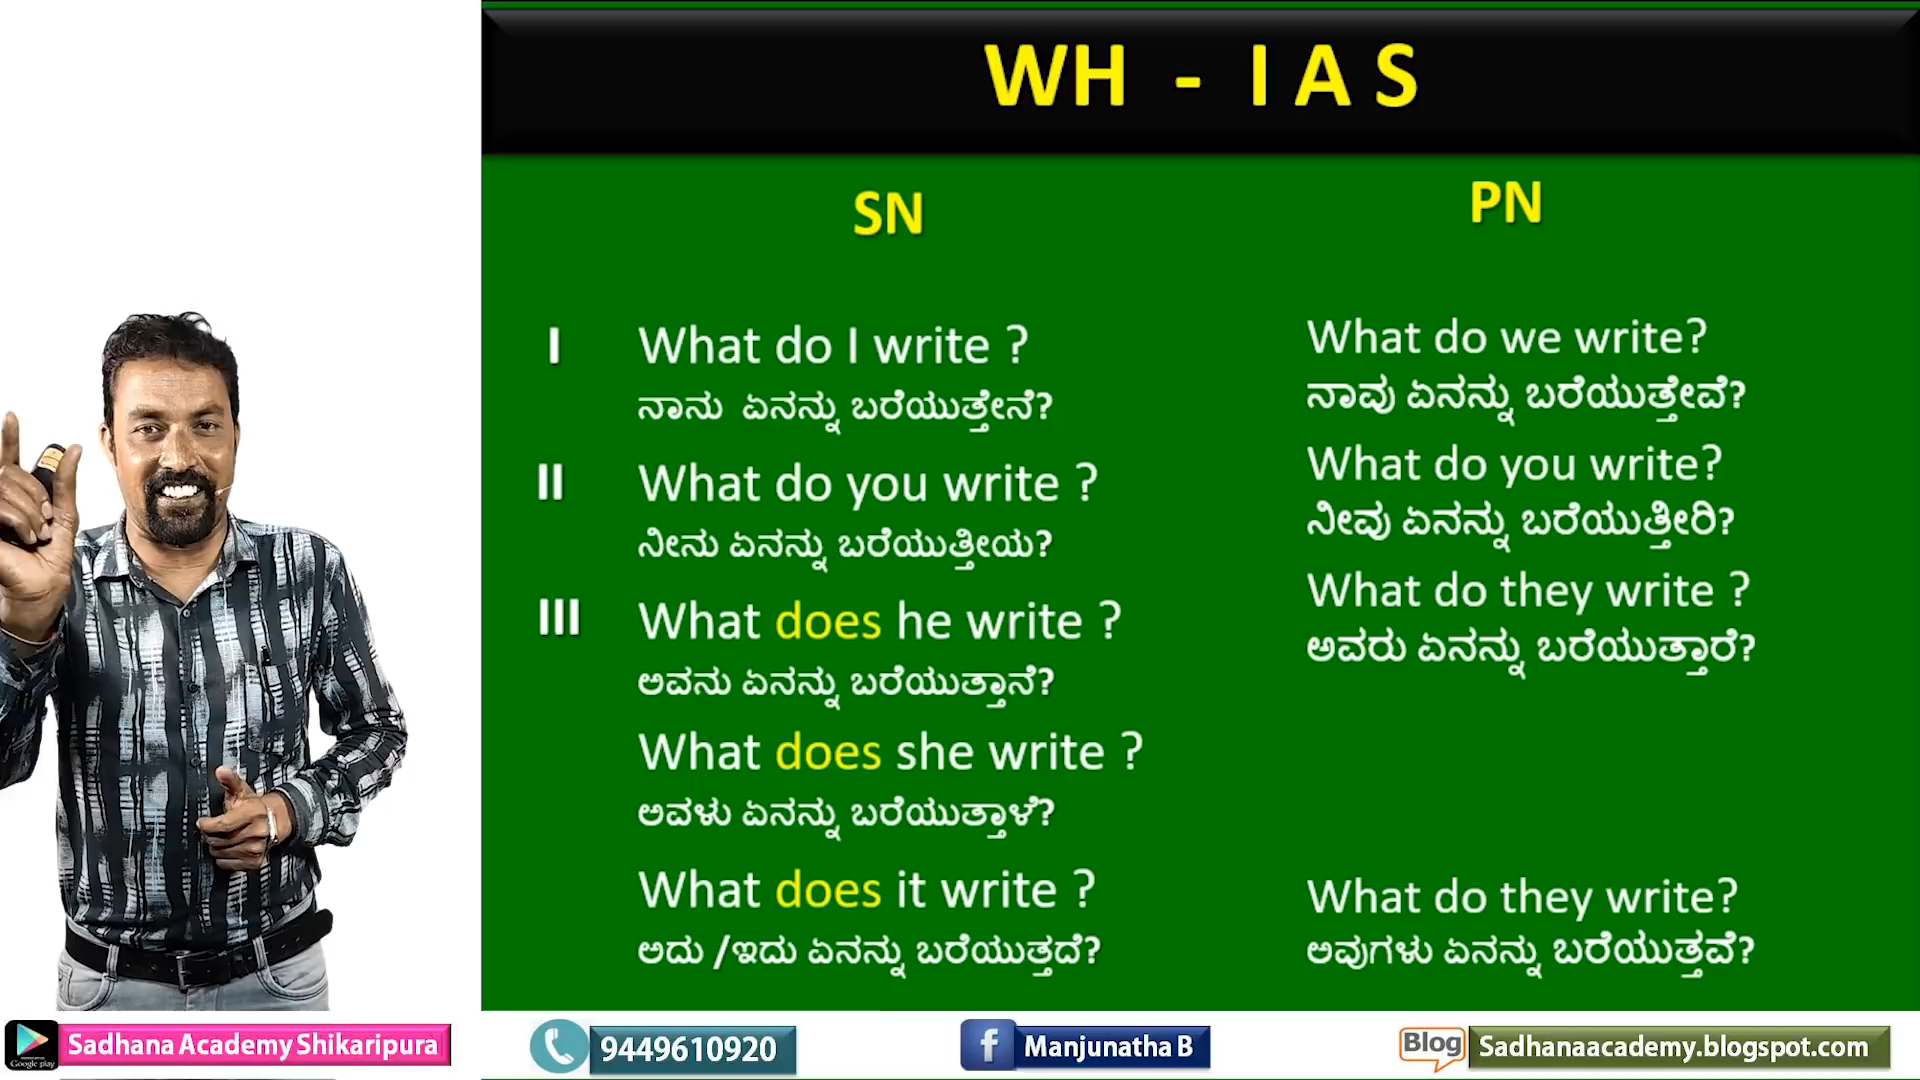 WH - I A S
SN
PN
I What do I write ?
ನಾನು ಏನನ್ನು ಬರೆಯುತ್ತೇನೆ?
II What do you write ?
ನೀನು ಏನನ್ನು ಬರೆಯುತ್ತೀಯ?
III What does he write ?
ಅವನು ಏನನ್ನು ಬರೆಯುತ್ತಾನೆ?
What does she write ?
ಅವಳು ಏನನ್ನು ಬರೆಯುತ್ತಾಳೆ?
What does it write ?
ಅದು /ಇದು ಏನನ್ನು ಬರೆಯುತ್ತದೆ?
What do we write?
ನಾವು ಏನನ್ನು ಬರೆಯುತ್ತೇವೆ?
What do you write?
ನೀವು ಏನನ್ನು ಬರೆಯುತ್ತೀರಿ?
What do they write ?
ಅವರು ಏನನ್ನು ಬರೆಯುತ್ತಾರೆ?
What do they write?
ಅವುಗಳು ಏನನ್ನು ಬರೆಯುತ್ತವೆ?
Google play
Sadhana Academy Shikaripura
9449610920
f Manjunatha B
Blog Sadhanaacademy.blogspot.com